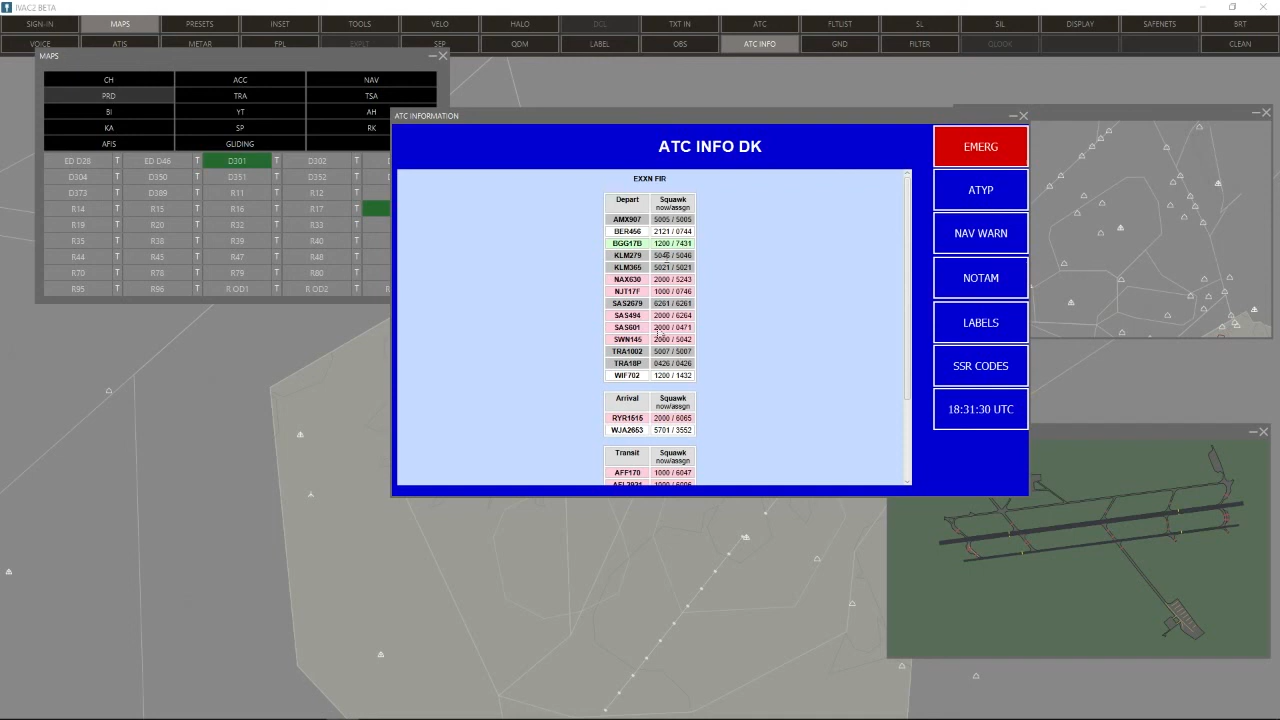 IVAC2 BETA
SIGN-IN MAPS PRESETS INSET TOOLS VELO HALO DCL TXT IN ATC FLTLIST SL SIL DISPLAY SAFENETS BRT
VOICE ATIS METAR FPL EXFLT SEP QDM LABEL OBS ATC INFO GND FILTER QLOOK CLEAN
MAPS
CH ACC NAV
PRD TRA TSA
BI YT AH
KA SP RK
AFIS GLIDING
ED D28 T ED D46 T D301 T D302 T
D304 T D350 T D351 T D352 T
D373 T D389 T R11 T R12 T
R14 T R15 T R16 T R17 T
R19 T R20 T R32 T R33 T
R35 T R38 T R39 T R40 T
R44 T R45 T R47 T R48 T
R70 T R77 T R79 T R80 T
R95 T R96 T R OD1 T R OD2 T
ATC INFORMATION
ATC INFO DK
EXXN FIR
Depart Squawk now/assgn
AMX907 5005 / 5005
BER456 2121 / 0744
BGG17B 1200 / 7431
KLM279 5046 / 5046
KLM365 5021 / 5021
NAX630 2000 / 5243
NJT17F 1000 / 0746
SAS2679 6261 / 6261
SAS494 2000 / 6264
SAS601 2000 / 0471
SWN145 2000 / 5042
TRA1002 5007 / 5007
TRA18P 0426 / 0426
WIF702 1200 / 1432
Arrival Squawk now/assgn
RYR1515 2000 / 6065
WJA2653 5701 / 3552
Transit Squawk now/assgn
AFF170 1000 / 6047
EMERG
ATYP
NAV WARN
NOTAM
LABELS
SSR CODES
18:31:30 UTC